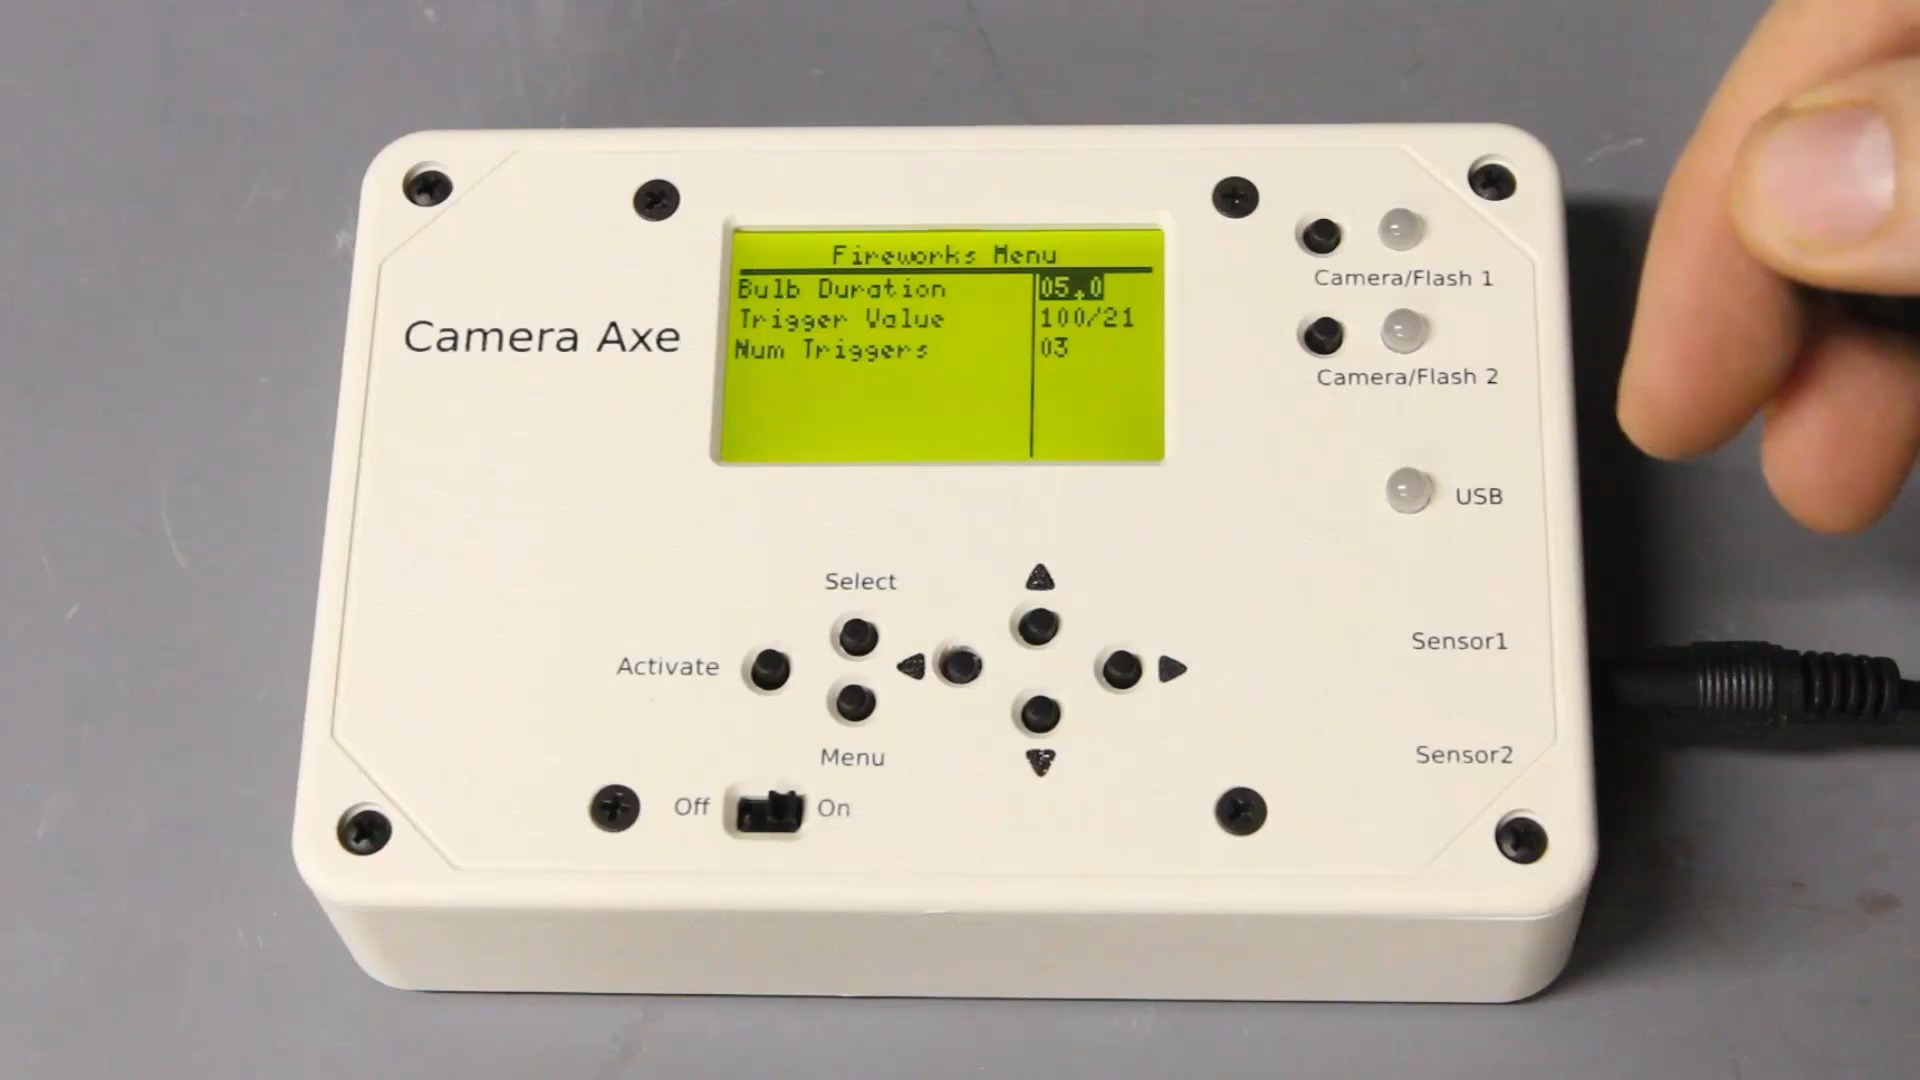 Fireworks Menu
Bulb Duration 05.0
Trigger Value 100/21
Num Triggers 03
Camera Axe
Camera/Flash 1
Camera/Flash 2
USB
Select
Activate
Menu
Sensor1
Sensor2
Off On